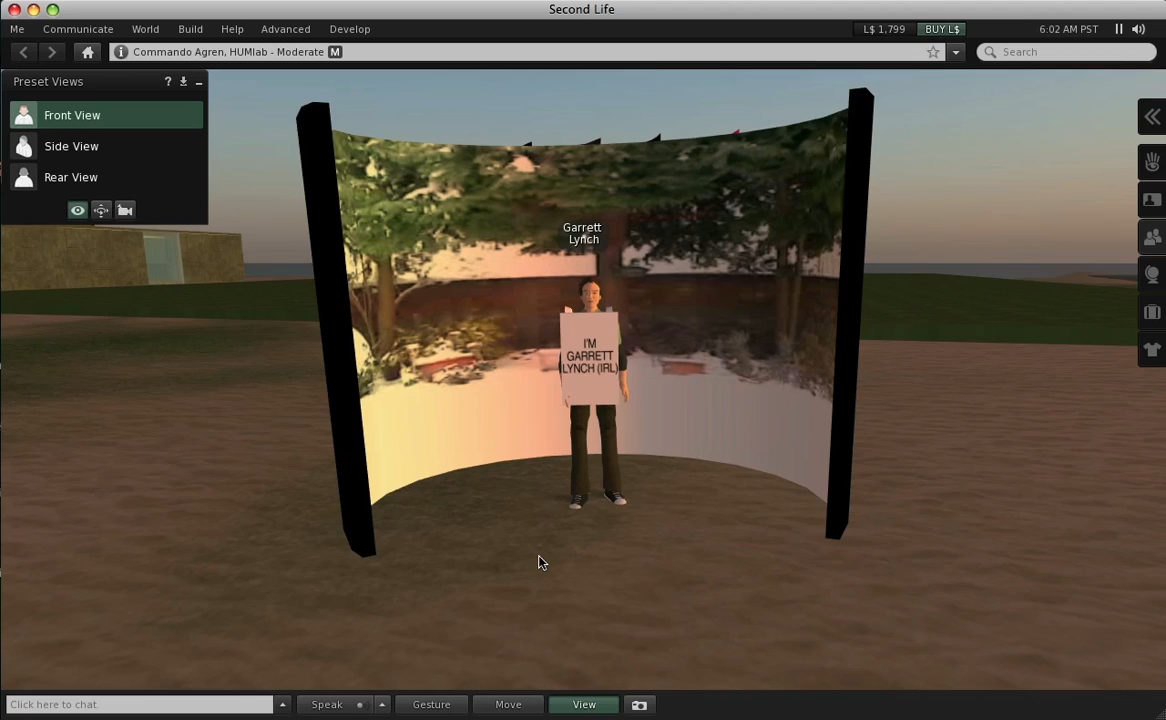 Second Life
Me Communicate World Build Help Advanced Develop
L$ 1,799 BUY L$ 6:02 AM PST
Commando Agren, HUMlab - Moderate M
Search
Preset Views ?
Front View
Side View
Rear View
Garrett
Lynch
I'M
GARRETT
LYNCH (IRL)
Click here to chat. Speak Gesture Move View